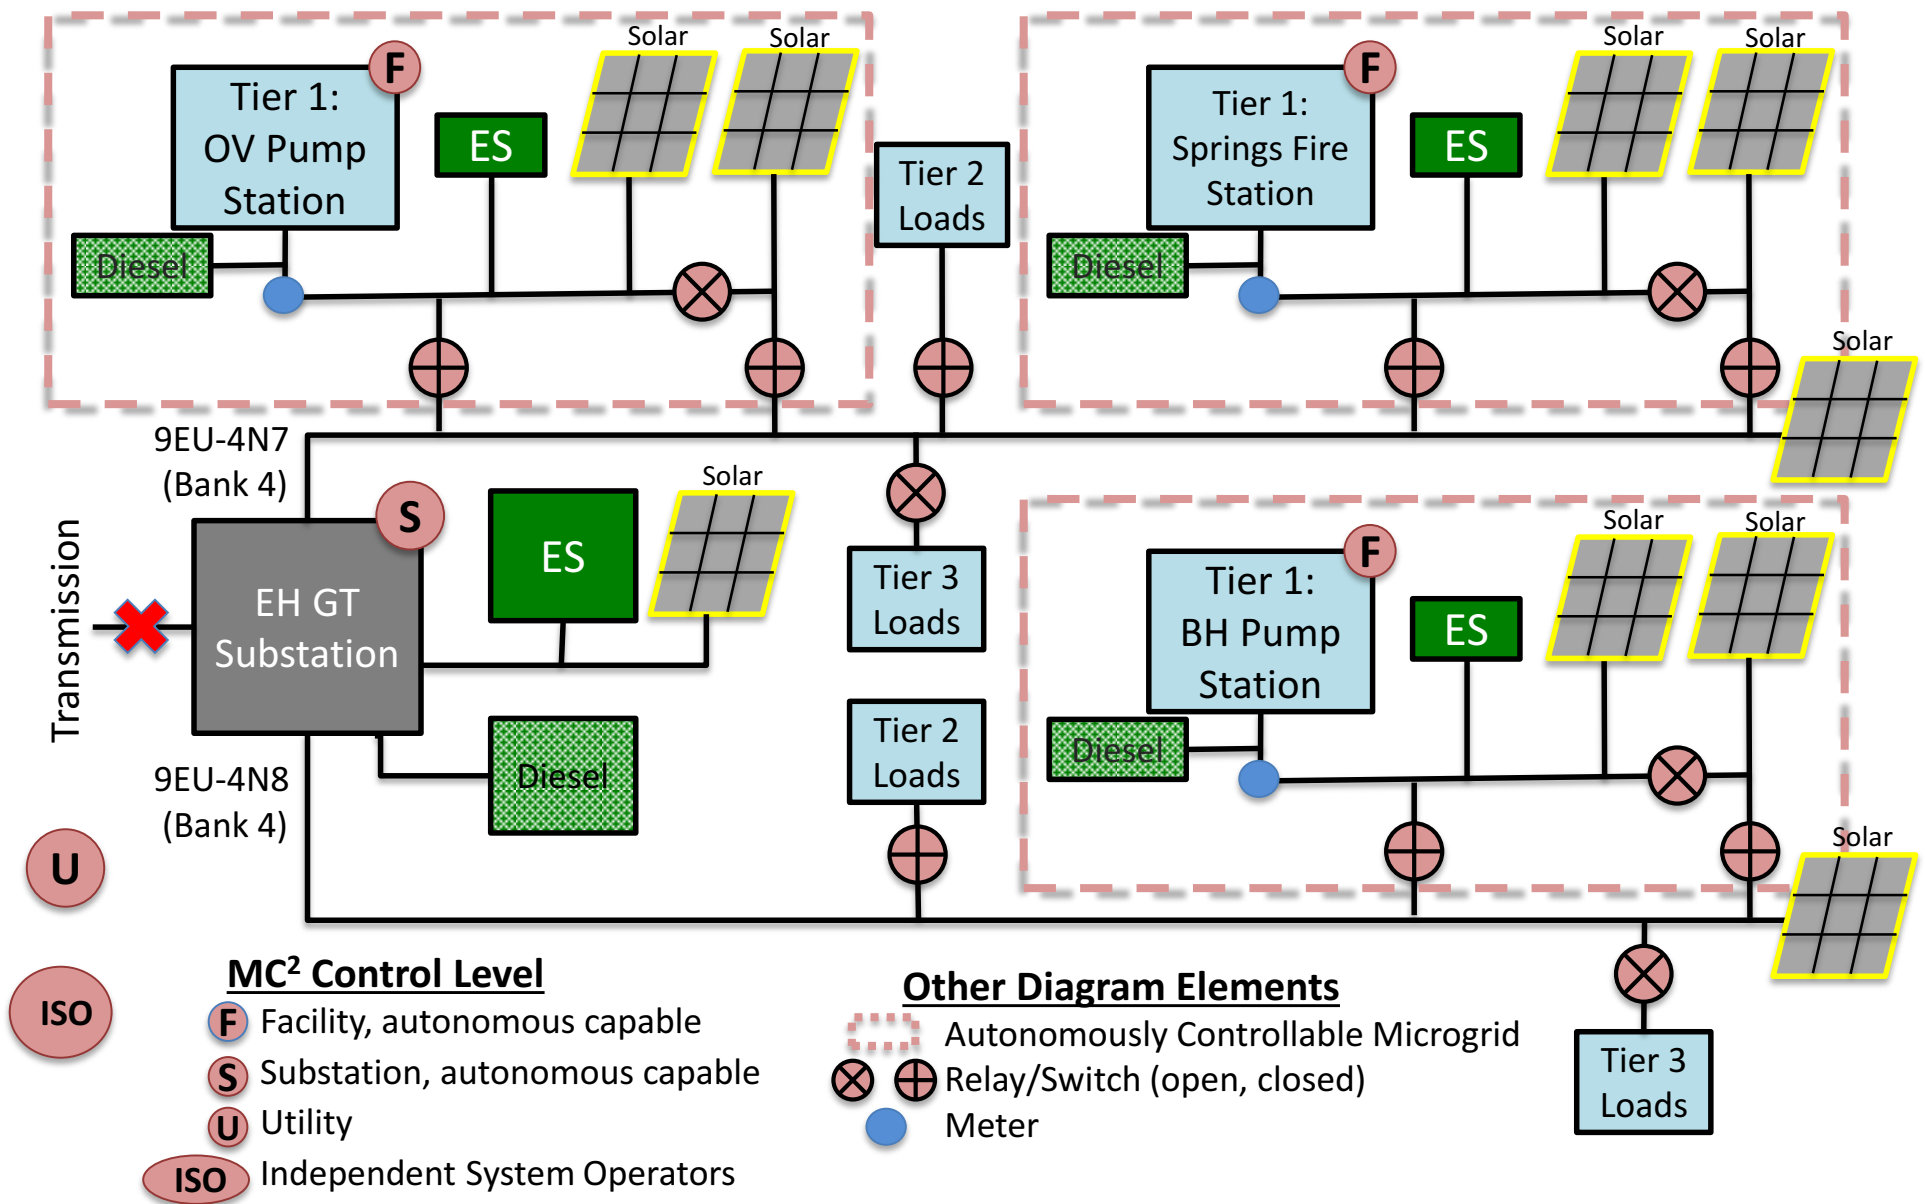 Solar
Solar
F
Tier 1:
OV Pump
Station
ES
Diesel
Tier 2
Loads
Solar
Solar
F
Tier 1:
Springs Fire
Station
ES
Diesel
Solar
9EU-4N7
(Bank 4)
Transmission
S
EH GT
Substation
ES
Solar
Diesel
Tier 3
Loads
Tier 2
Loads
Solar
Solar
F
Tier 1:
BH Pump
Station
ES
Diesel
Solar
9EU-4N8
(Bank 4)
U
ISO
Tier 3
Loads
MC² Control Level
F Facility, autonomous capable
S Substation, autonomous capable
U Utility
ISO Independent System Operators
Other Diagram Elements
Autonomously Controllable Microgrid
Relay/Switch (open, closed)
Meter